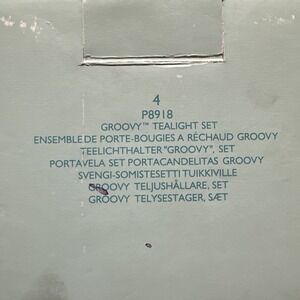 4
P8918
GROOVY™ TEALIGHT SET
ENSEMBLE DE PORTE-BOUGIES A RÉCHAUD GROOVY
TEELICHTHALTER "GROOVY", SET
PORTAVELA SET PORTACANDELITAS GROOVY
SVENGI-SOMISTESETTI TUIKKIVILLE
GROOVY TELJUSHÅLLARE, SET
GROOVY TELYSESTAGER, SÆT